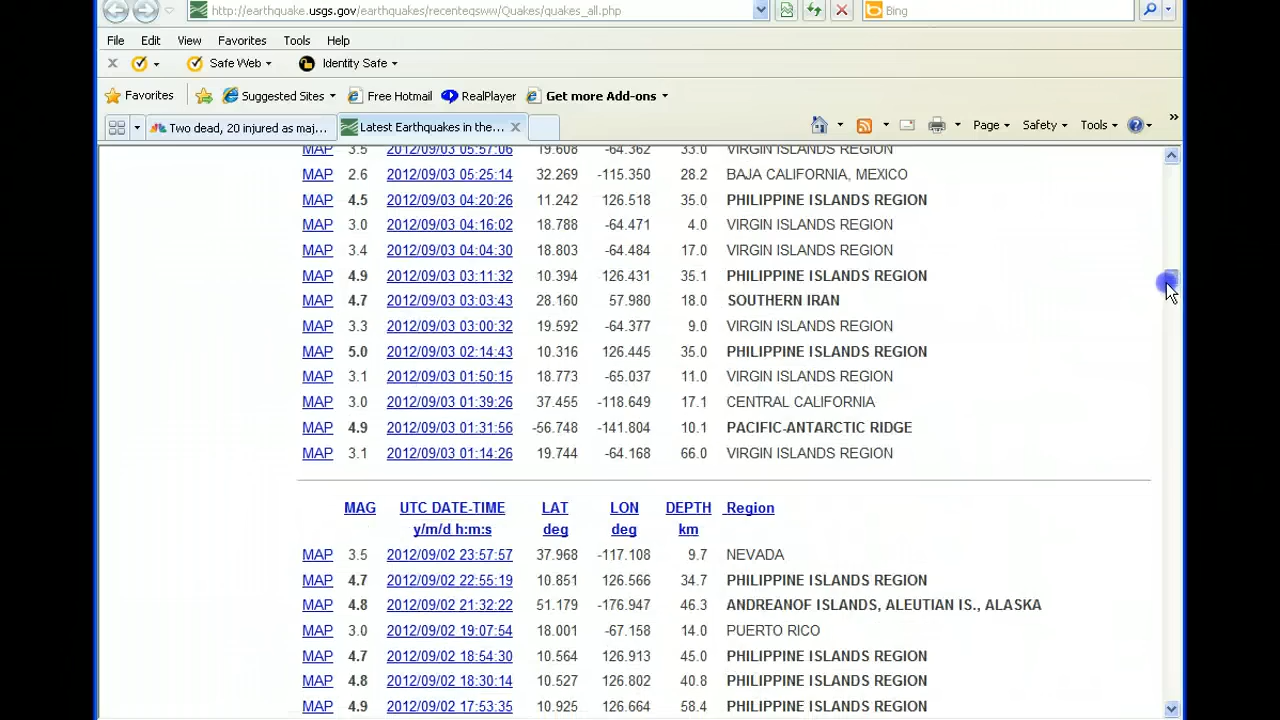 http://earthquake.usgs.gov/earthquakes/recenteqsww/Quakes/quakes_all.php Bing
File Edit View Favorites Tools Help
Safe Web Identity Safe
Favorites Suggested Sites Free Hotmail RealPlayer Get more Add-ons
Two dead, 20 injured as maj... Latest Earthquakes in the... Page Safety Tools
MAP 3.5 2012/09/03 05:57:06 19.608 -64.362 33.0 VIRGIN ISLANDS REGION
MAP 2.6 2012/09/03 05:25:14 32.269 -115.350 28.2 BAJA CALIFORNIA, MEXICO
MAP 4.5 2012/09/03 04:20:26 11.242 126.518 35.0 PHILIPPINE ISLANDS REGION
MAP 3.0 2012/09/03 04:16:02 18.788 -64.471 4.0 VIRGIN ISLANDS REGION
MAP 3.4 2012/09/03 04:04:30 18.803 -64.484 17.0 VIRGIN ISLANDS REGION
MAP 4.9 2012/09/03 03:11:32 10.394 126.431 35.1 PHILIPPINE ISLANDS REGION
MAP 4.7 2012/09/03 03:03:43 28.160 57.980 18.0 SOUTHERN IRAN
MAP 3.3 2012/09/03 03:00:32 19.592 -64.377 9.0 VIRGIN ISLANDS REGION
MAP 5.0 2012/09/03 02:14:43 10.316 126.445 35.0 PHILIPPINE ISLANDS REGION
MAP 3.1 2012/09/03 01:50:15 18.773 -65.037 11.0 VIRGIN ISLANDS REGION
MAP 3.0 2012/09/03 01:39:26 37.455 -118.649 17.1 CENTRAL CALIFORNIA
MAP 4.9 2012/09/03 01:31:56 -56.748 -141.804 10.1 PACIFIC-ANTARCTIC RIDGE
MAP 3.1 2012/09/03 01:14:26 19.744 -64.168 66.0 VIRGIN ISLANDS REGION
MAG UTC DATE-TIME LAT LON DEPTH Region
y/m/d h:m:s deg deg km
MAP 3.5 2012/09/02 23:57:57 37.968 -117.108 9.7 NEVADA
MAP 4.7 2012/09/02 22:55:19 10.851 126.566 34.7 PHILIPPINE ISLANDS REGION
MAP 4.8 2012/09/02 21:32:22 51.179 -176.947 46.3 ANDREANOF ISLANDS, ALEUTIAN IS., ALASKA
MAP 3.0 2012/09/02 19:07:54 18.001 -67.158 14.0 PUERTO RICO
MAP 4.7 2012/09/02 18:54:30 10.564 126.913 45.0 PHILIPPINE ISLANDS REGION
MAP 4.8 2012/09/02 18:30:14 10.527 126.802 40.8 PHILIPPINE ISLANDS REGION
MAP 4.9 2012/09/02 17:53:35 10.925 126.664 58.4 PHILIPPINE ISLANDS REGION